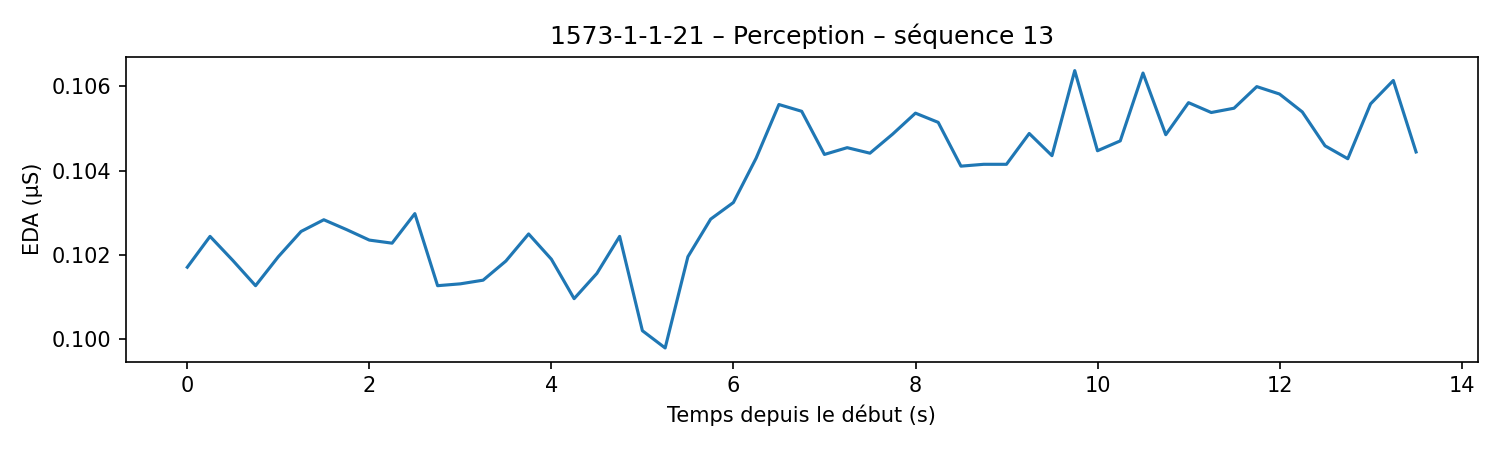 1573-1-1-21 – Perception – séquence 13
EDA (µS)
0.106
0.104
0.102
0.100
0 2 4 6 8 10 12 14
Temps depuis le début (s)